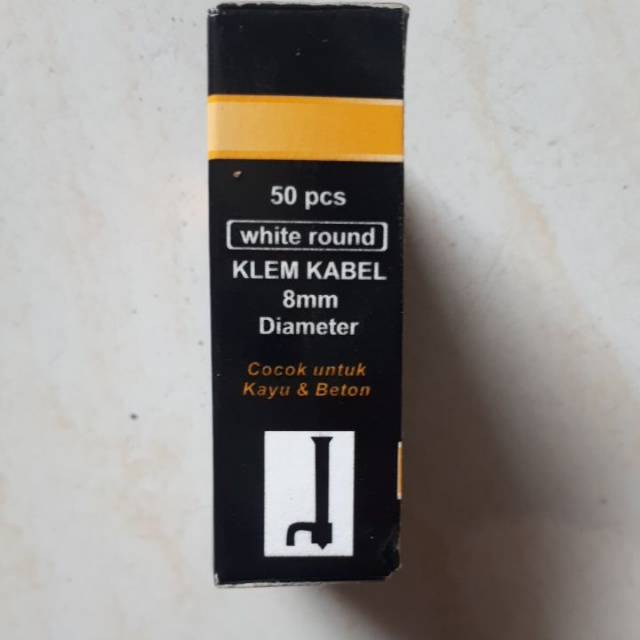 50 pcs
white round
KLEM KABEL
8mm
Diameter
Cocok untuk
Kayu & Beton